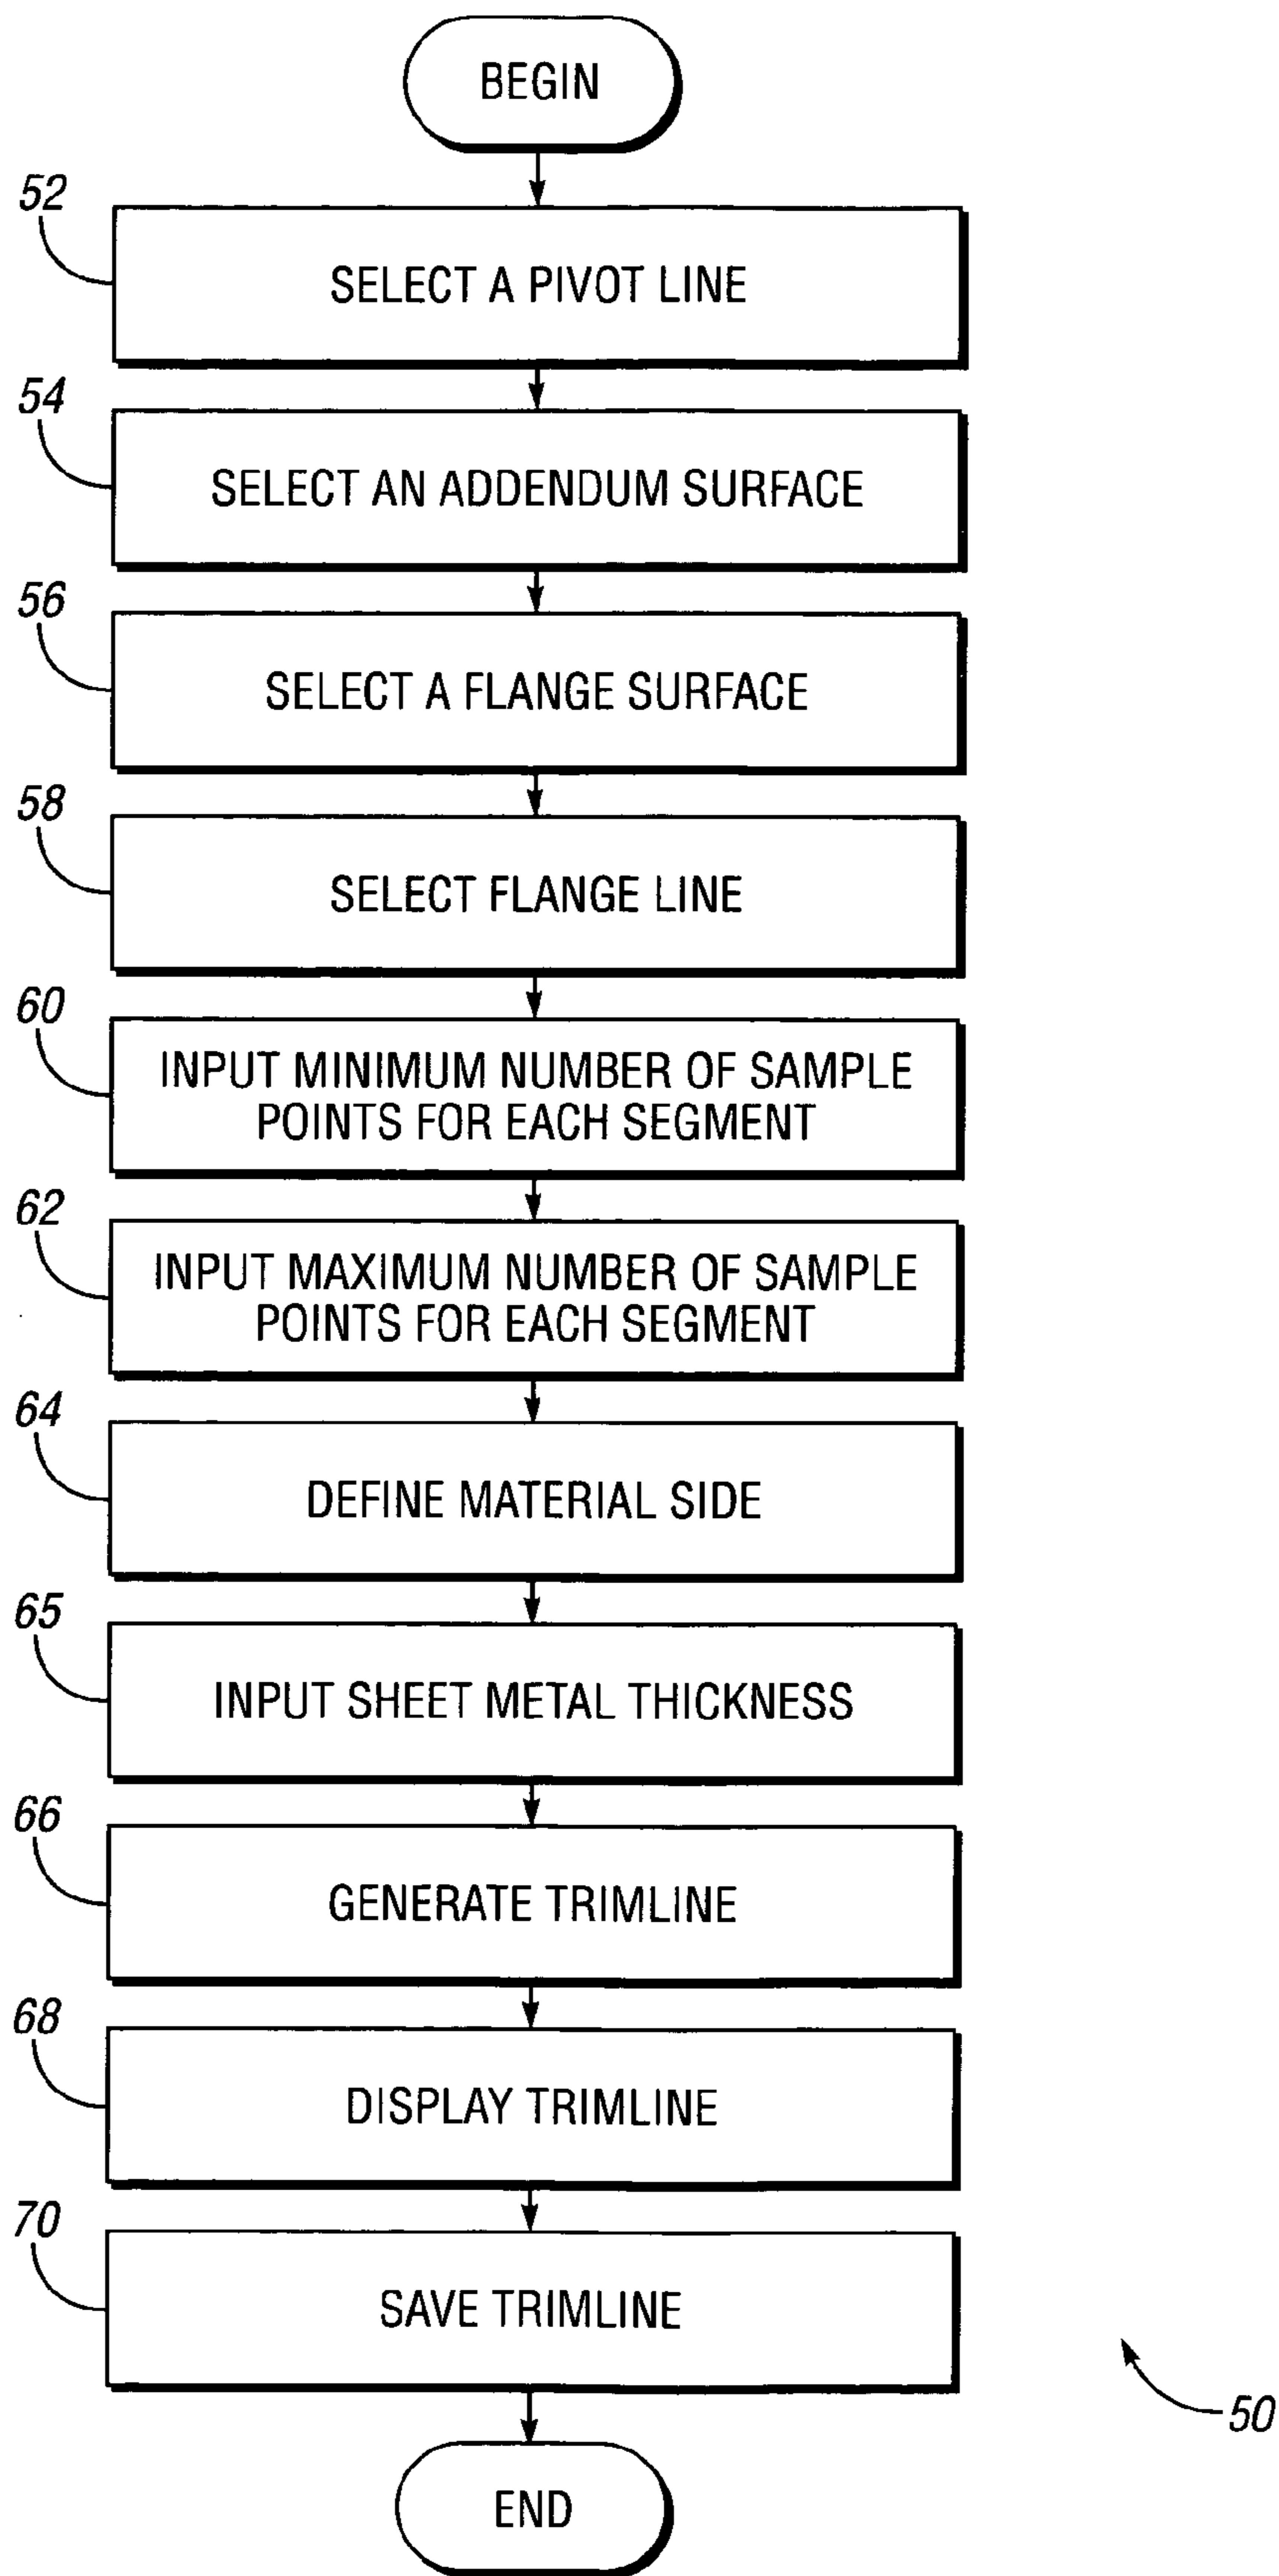 BEGIN
52
SELECT A PIVOT LINE
54
SELECT AN ADDENDUM SURFACE
56
SELECT A FLANGE SURFACE
58
SELECT FLANGE LINE
60
INPUT MINIMUM NUMBER OF SAMPLE
POINTS FOR EACH SEGMENT
62
INPUT MAXIMUM NUMBER OF SAMPLE
POINTS FOR EACH SEGMENT
64
DEFINE MATERIAL SIDE
65
INPUT SHEET METAL THICKNESS
66
GENERATE TRIMLINE
68
DISPLAY TRIMLINE
70
SAVE TRIMLINE
50
END